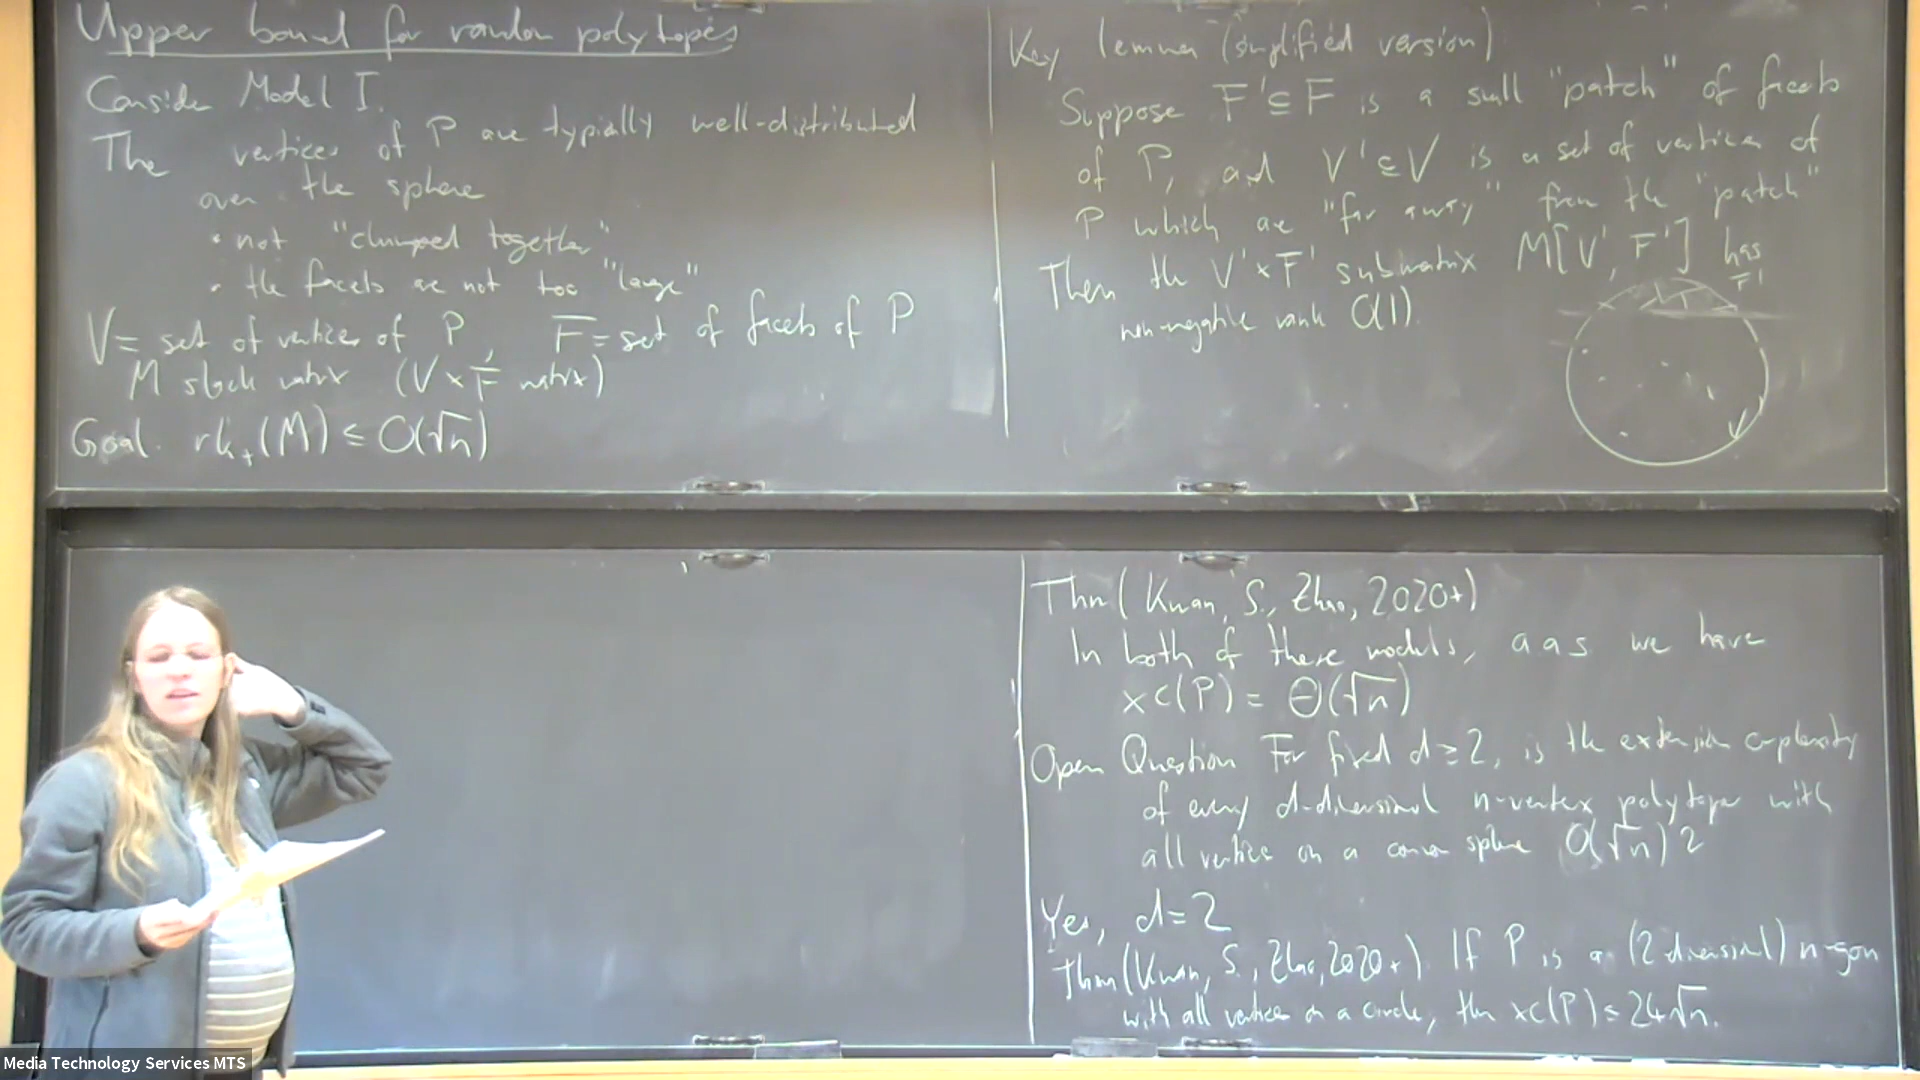 Upper bound for random polytopes
Consider Model I.
The vertices of P are typically well-distributed
over the sphere
• not "clumped together"
• the facets are not too "large"
V = set of vertices of P, F = set of facets of P
M slack matrix (V × F matrix)
Goal. rk₊(M) ≤ O(√n)
Key lemma (simplified version)
Suppose F' ⊆ F is a small "patch" of facets
of P, and V' ⊆ V is a set of vertices of
P which are "far away" from the "patch"
Then the V' × F' submatrix M[V', F'] has
non-negative rank O(1).
F'
V'
Thm (Kwan, S., Zhao, 2020+)
In both of these models, aas we have
xc(P) = Θ(√n)
Open Question For fixed d ≥ 2, is the extension complexity
of every d-dimensional n-vertex polytope with
all vertices on a common sphere O(√n)?
Yes, d=2
Thm (Kwan, S., Zhao, 2020+) If P is a (2 dimensional) n-gon
with all vertices on a circle, then xc(P) ≤ 24√n.
Media Technology Services MTS